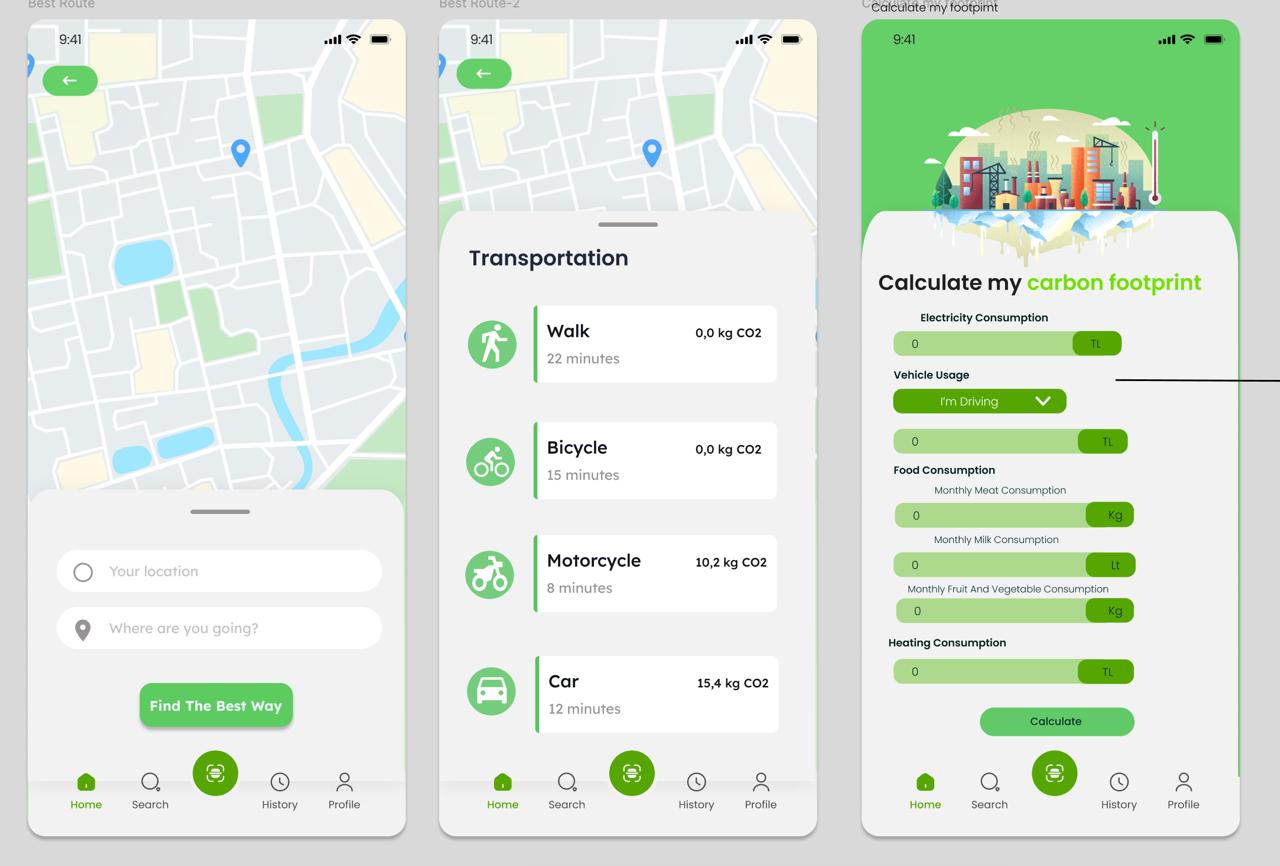 Best Route
9:41
Your location
Where are you going?
Find The Best Way
Home
Search
History
Profile
Best Route-2
9:41
Transportation
Walk
0,0 kg CO2
22 minutes
Bicycle
0,0 kg CO2
15 minutes
Motorcycle
10,2 kg CO2
8 minutes
Car
15,4 kg CO2
12 minutes
Home
Search
History
Profile
Calculate my footpirnt
9:41
Calculate my carbon footprint
Electricity Consumption
0 TL
Vehicle Usage
I'm Driving
0 TL
Food Consumption
Monthly Meat Consumption
0 Kg
Monthly Milk Consumption
0 Lt
Monthly Fruit And Vegetable Consumption
0 Kg
Heating Consumption
0 TL
Calculate
Home
Search
History
Profile